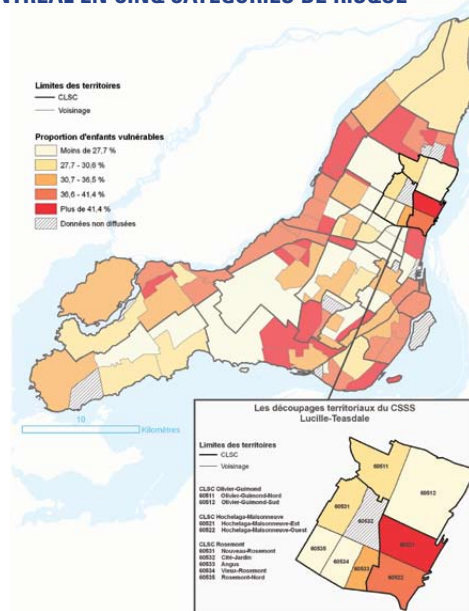 NTRÉAL EN CINQ CATÉGORIES DE RISQUE
Limites des territoires
CLSC
Voisinage
Proportion d'enfants vulnérables
Moins de 27,7 %
27,7 - 30,6 %
30,7 - 36,5 %
36,6 - 41,4 %
Plus de 41,4 %
Données non diffusées
10
Kilomètres
Les découpages territoriaux du CSSS
Lucille-Teasdale
Limites des territoires
CLSC
Voisinage
CLSC Olivier-Guimond
60511 Olivier-Guimond-Nord
60512 Olivier-Guimond-Sud
CLSC Hochelaga-Maisonneuve
60521 Hochelaga-Maisonneuve-Est
60522 Hochelaga-Maisonneuve-Ouest
CLSC Rosemont
60531 Nouveau-Rosemont
60532 Cité-Jardin
60533 Angus
60534 Vieux-Rosemont
60535 Rosemont-Nord
60511
60512
60531
60532
60535
60534
60533
60521
60522